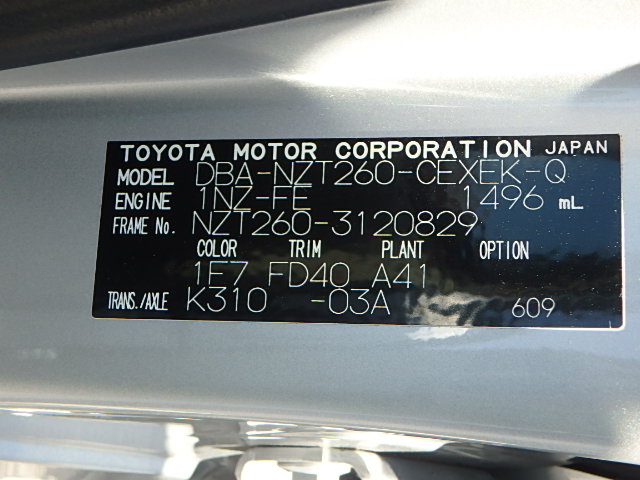 TOYOTA MOTOR CORPORATION JAPAN
MODEL DBA-NZT260-CEXEK-Q
ENGINE 1NZ-FE 1496 mL
FRAME No. NZT260-3120829
COLOR TRIM PLANT OPTION
1E7 FD40 A41
TRANS./AXLE K310 -03A 609